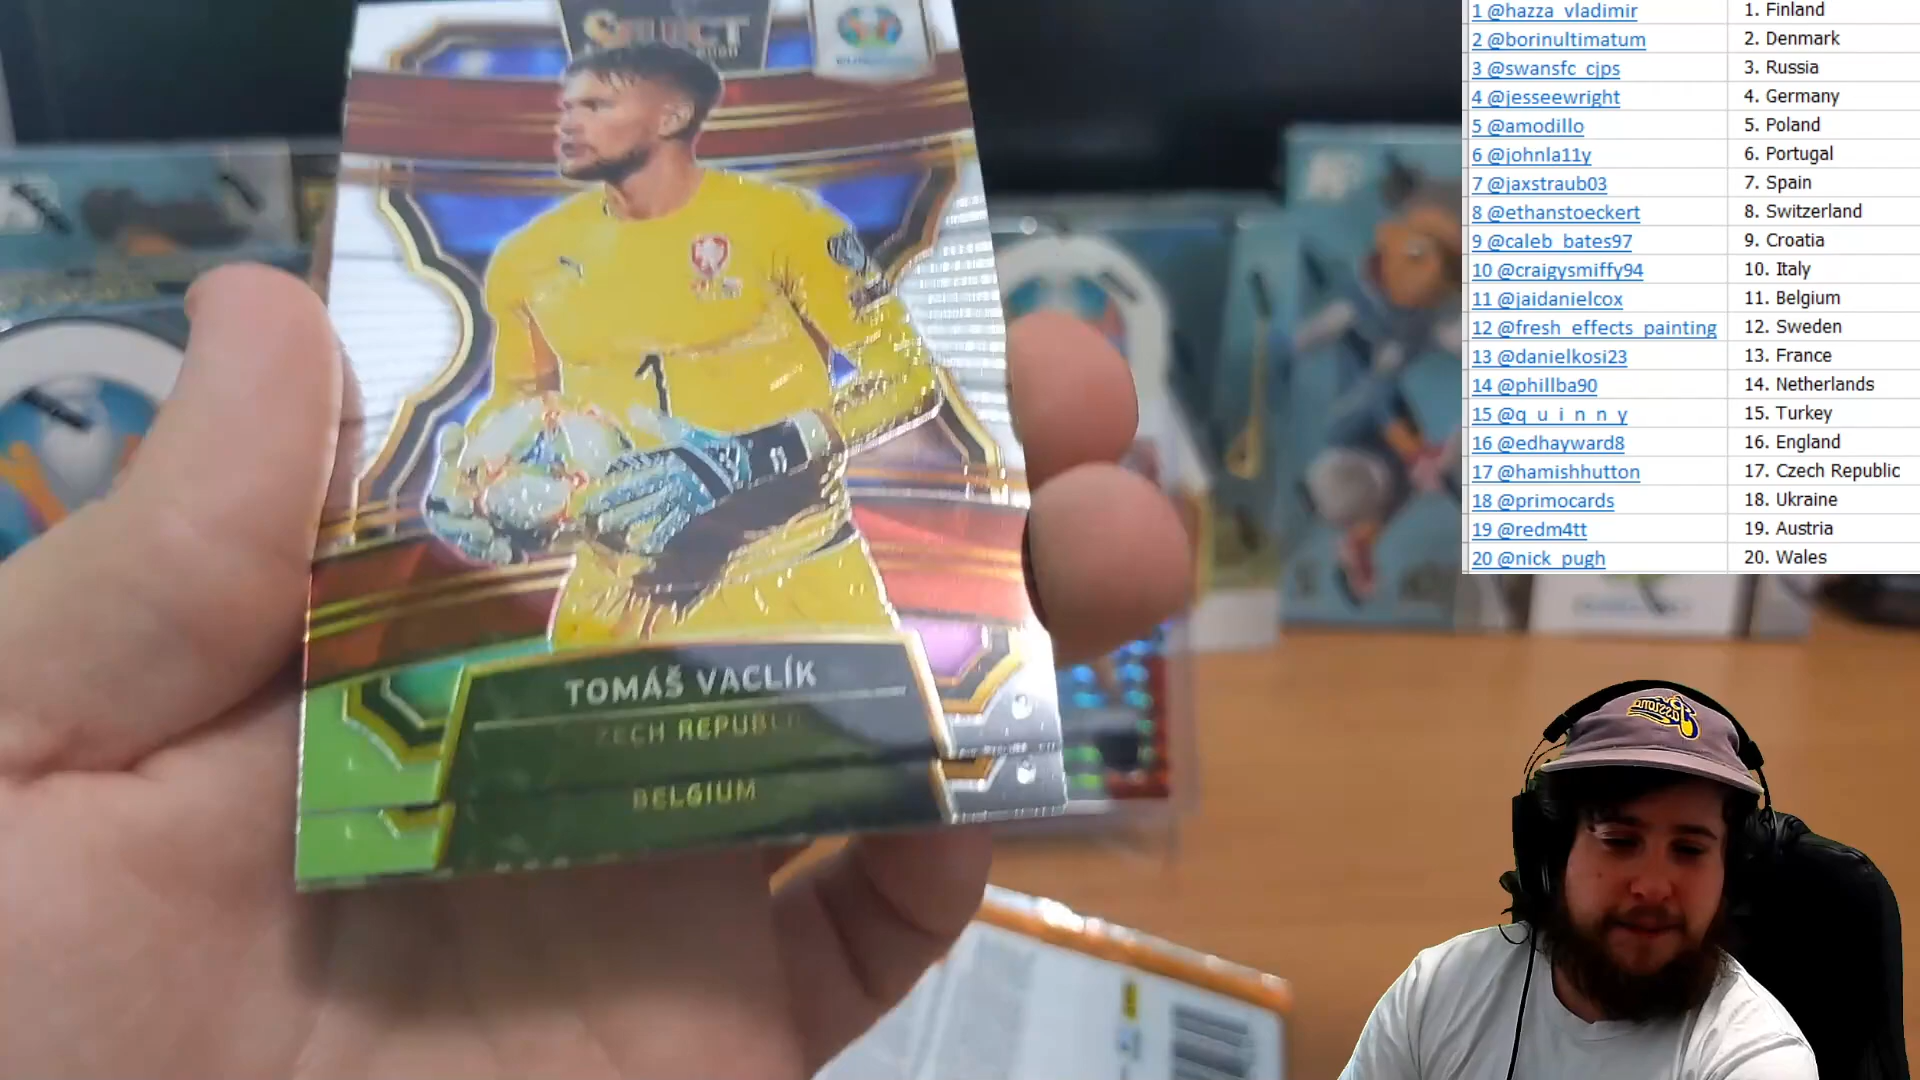 SELECT
1
TOMÁŠ VACLÍK
ZECH REPUBL
BELGIUM
1 @hazza_vladimir 1. Finland
2 @borinultimatum 2. Denmark
3 @swansfc_cjps 3. Russia
4 @jesseewright 4. Germany
5 @amodillo 5. Poland
6 @johnla11y 6. Portugal
7 @jaxstraub03 7. Spain
8 @ethanstoeckert 8. Switzerland
9 @caleb_bates97 9. Croatia
10 @craigysmiffy94 10. Italy
11 @jaidanielcox 11. Belgium
12 @fresh_effects_painting 12. Sweden
13 @danielkosi23 13. France
14 @phillba90 14. Netherlands
15 @q_u_i_n_n_y 15. Turkey
16 @edhayward8 16. England
17 @hamishhutton 17. Czech Republic
18 @primocards 18. Ukraine
19 @redm4tt 19. Austria
20 @nick_pugh 20. Wales